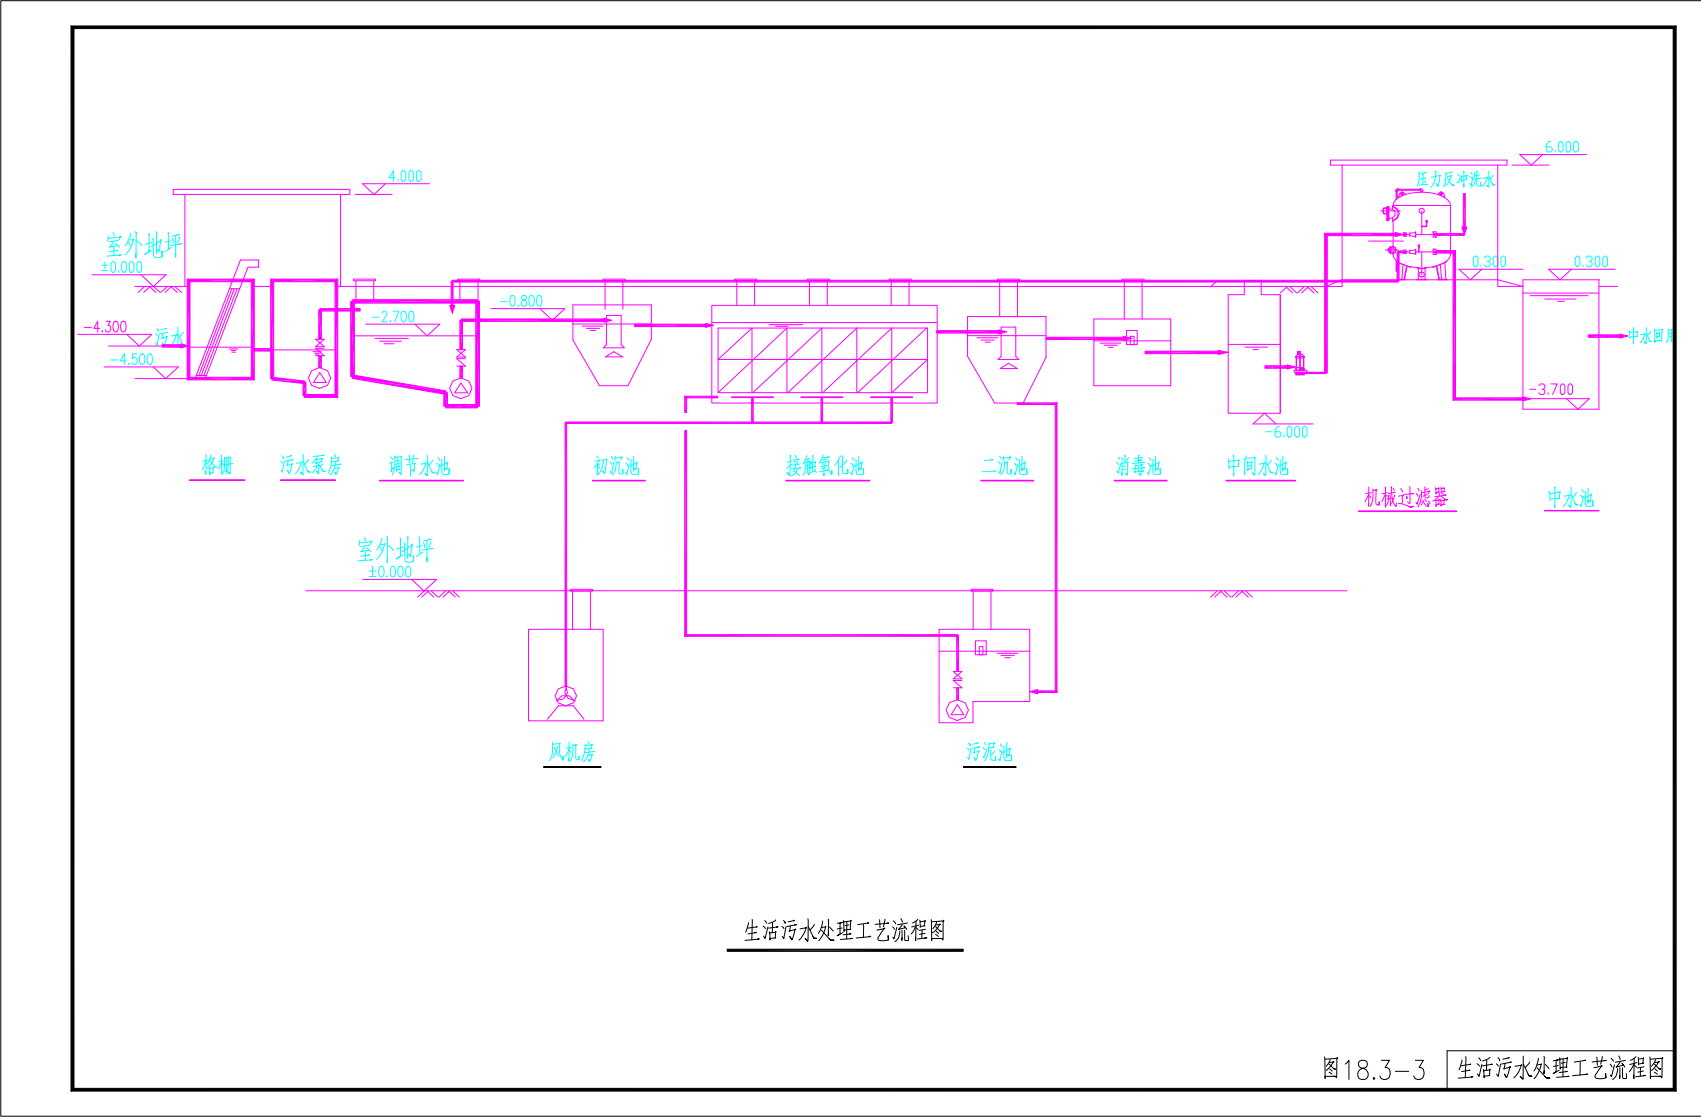 6.000
4.000
压力反冲洗水
室外地坪
±0.000
0.300
0.300
-0.800
-2.700
-4.300
污水
-4.500
中水回用
-3.700
-6.000
格栅
污水泵房
调节水池
初沉池
接触氧化池
二沉池
消毒池
中间水池
机械过滤器
中水池
室外地坪
±0.000
风机房
污泥池
生活污水处理工艺流程图
图18.3-3
生活污水处理工艺流程图